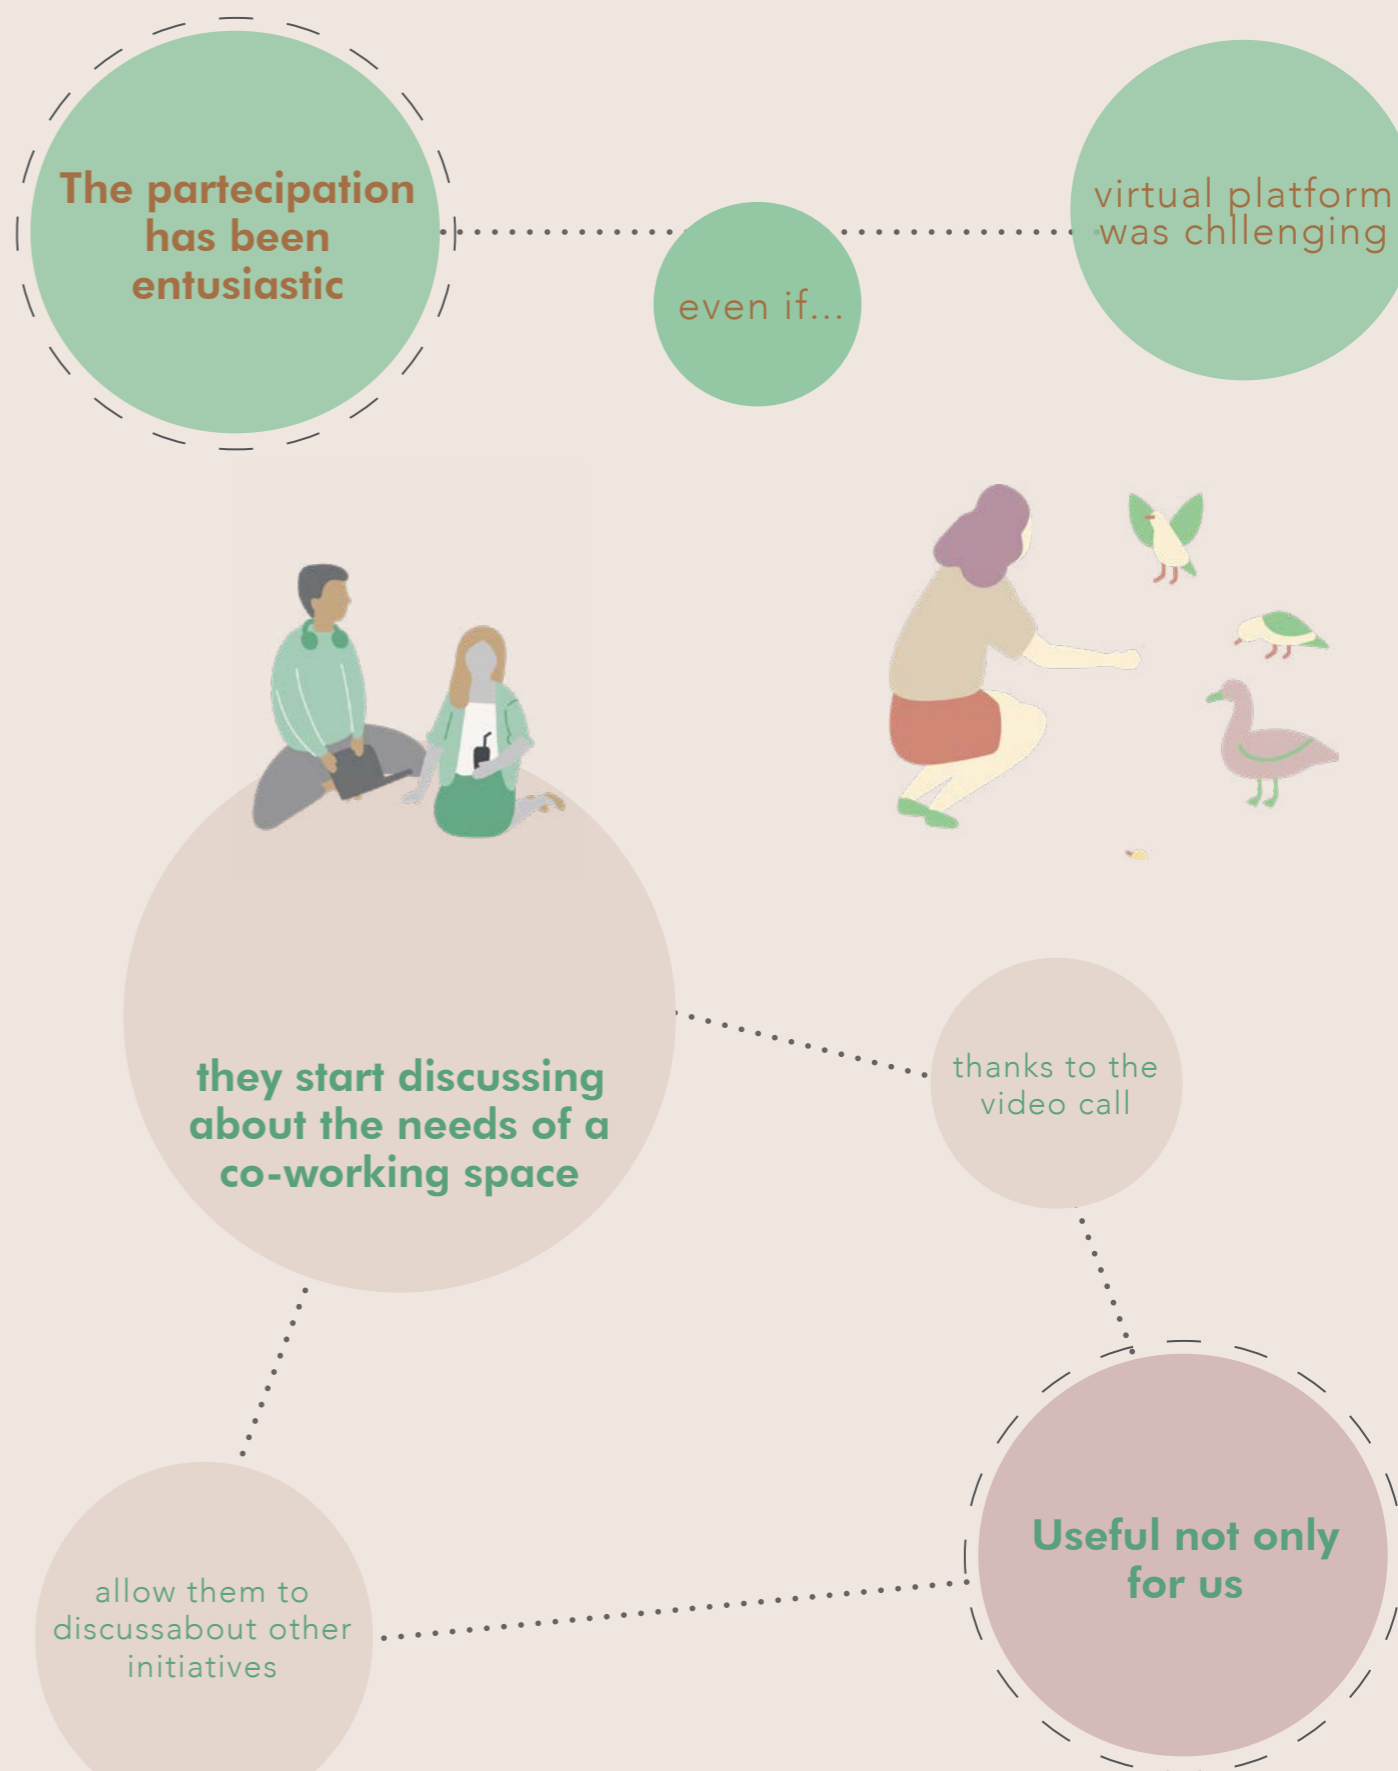 The partecipation
has been
entusiastic
even if...
virtual platform
was chllenging
they start discussing
about the needs of a
co-working space
thanks to the
video call
allow them to
discussabout other
initiatives
Useful not only
for us